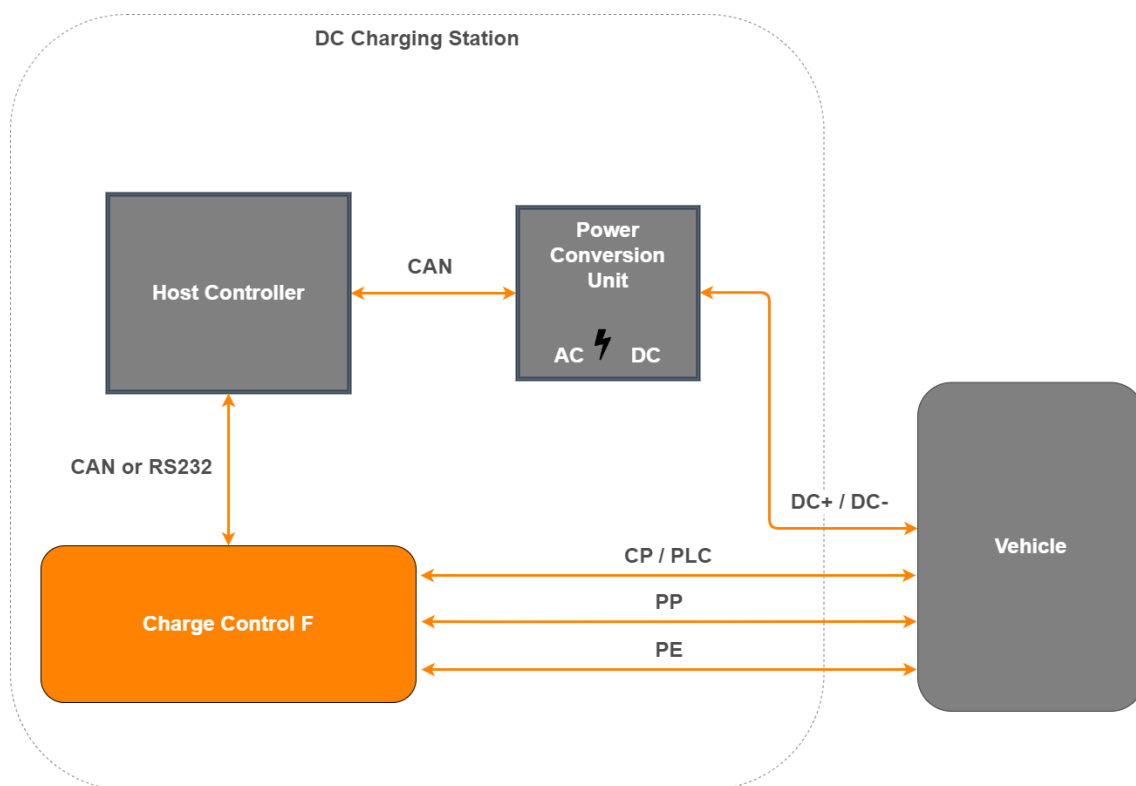 DC Charging Station
Host Controller
CAN
Power
Conversion
Unit
AC DC
CAN or RS232
DC+ / DC-
Vehicle
CP / PLC
PP
PE
Charge Control F